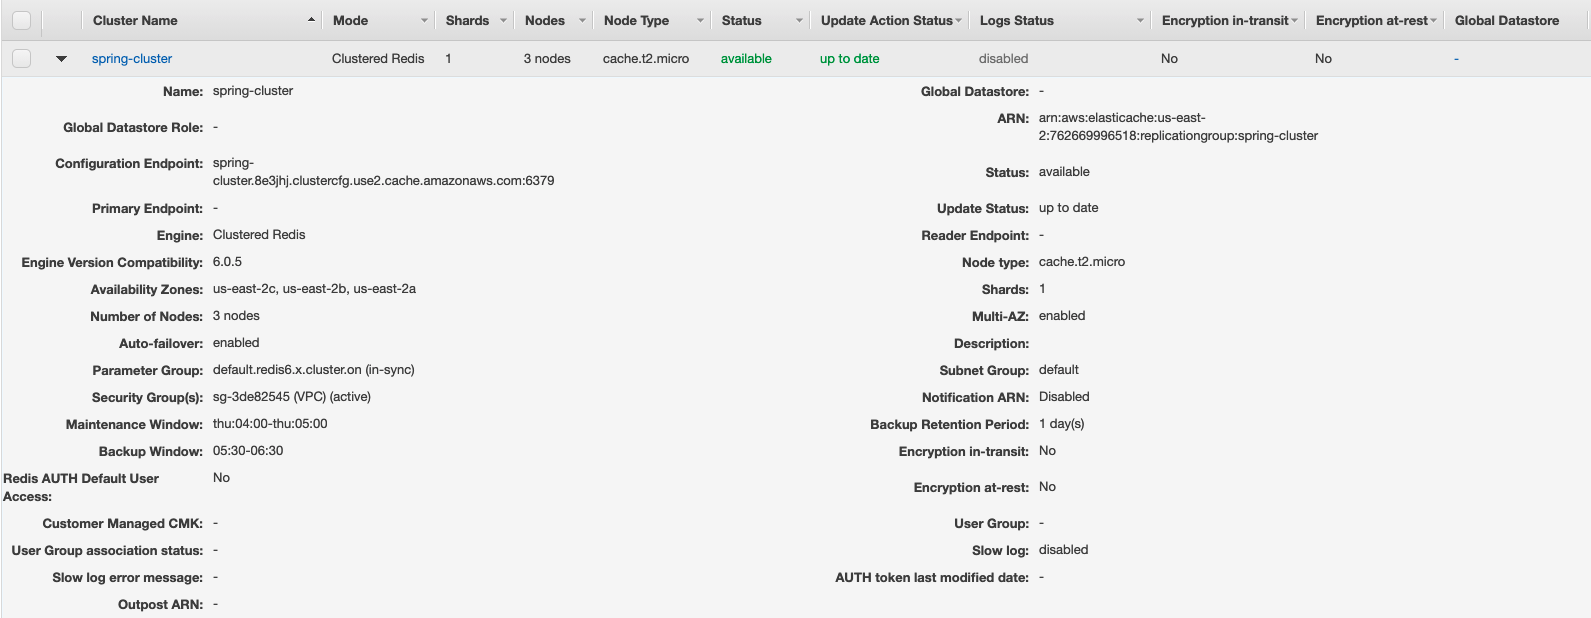 Cluster Name Mode Shards Nodes Node Type Status Update Action Status Logs Status Encryption in-transit Encryption at-rest Global Datastore
spring-cluster Clustered Redis 1 3 nodes cache.t2.micro available up to date disabled No No -
Name: spring-cluster
Global Datastore Role: -
Configuration Endpoint: spring-
cluster.8e3jhj.clustercfg.use2.cache.amazonaws.com:6379
Primary Endpoint: -
Engine: Clustered Redis
Engine Version Compatibility: 6.0.5
Availability Zones: us-east-2c, us-east-2b, us-east-2a
Number of Nodes: 3 nodes
Auto-failover: enabled
Parameter Group: default.redis6.x.cluster.on (in-sync)
Security Group(s): sg-3de82545 (VPC) (active)
Maintenance Window: thu:04:00-thu:05:00
Backup Window: 05:30-06:30
Redis AUTH Default User No
Access:
Customer Managed CMK: -
User Group association status: -
Slow log error message: -
Outpost ARN: -
Global Datastore: -
ARN: arn:aws:elasticache:us-east-
2:762669996518:replicationgroup:spring-cluster
Status: available
Update Status: up to date
Reader Endpoint: -
Node type: cache.t2.micro
Shards: 1
Multi-AZ: enabled
Description:
Subnet Group: default
Notification ARN: Disabled
Backup Retention Period: 1 day(s)
Encryption in-transit: No
Encryption at-rest: No
User Group: -
Slow log: disabled
AUTH token last modified date: -